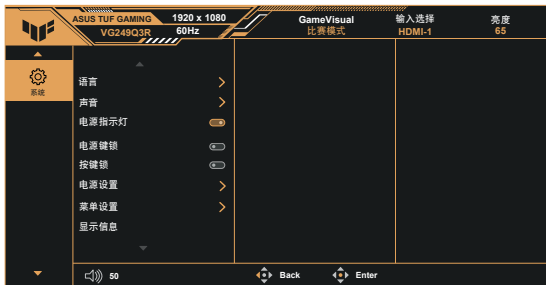 ASUS TUF GAMING 1920 x 1080 GameVisual 输入选择 亮度
VG249Q3R 60Hz 比赛模式 HDMI-1 65
系统
语言
声音
电源指示灯
电源键锁
按键锁
电源设置
菜单设置
显示信息
50 Back Enter